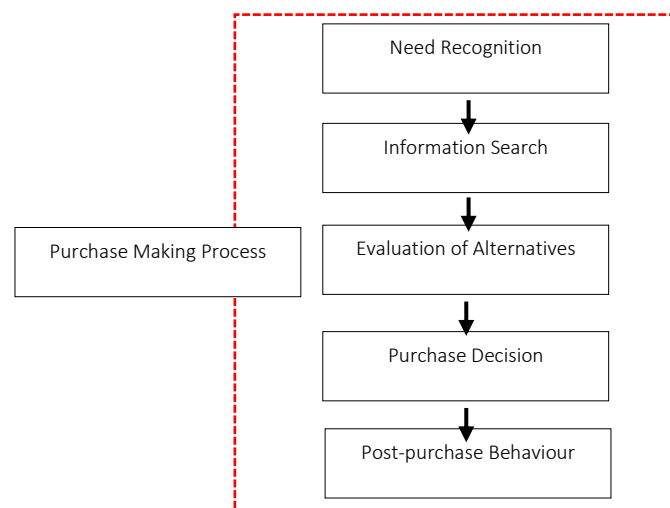 Need Recognition
Information Search
Purchase Making Process
Evaluation of Alternatives
Purchase Decision
Post-purchase Behaviour